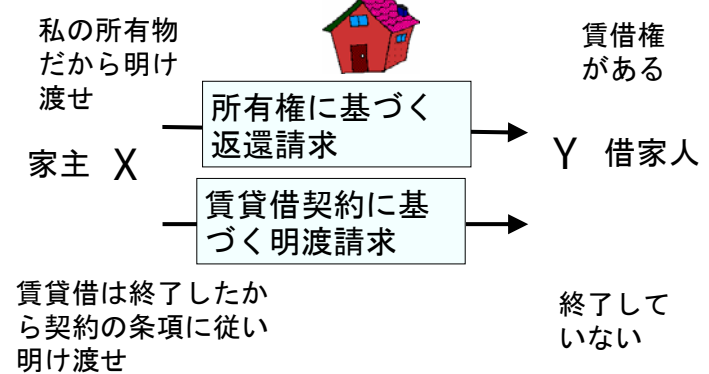 私の所有物
だから明け
渡せ
賃借権
がある
所有権に基づく
返還請求
家主 X
Y 借家人
賃貸借契約に基
づく明渡請求
賃貸借は終了したか
ら契約の条項に従い
明け渡せ
終了して
いない